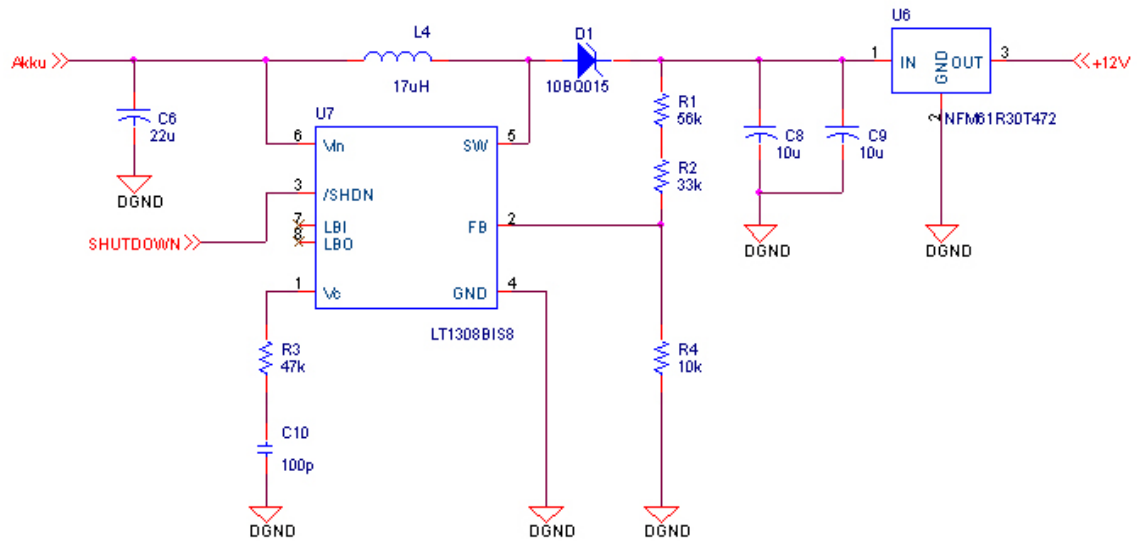 L4
D1
U6
Akku
17uH
10BQ015
1
IN
GND
OUT
3
+12V
2
NFM61R30T472
C6
22u
U7
R1
56k
C8
10u
C9
10u
6
Vin
SW
5
R2
33k
DGND
3
/SHDN
SHUTDOWN
7
LBI
8
LBO
FB
2
DGND
DGND
1
Vc
GND
4
LT1308BIS8
R3
47k
R4
10k
C10
100p
DGND
DGND
DGND